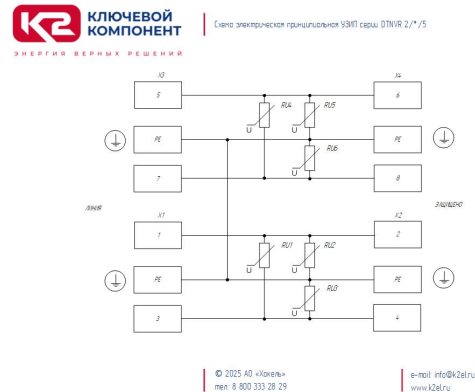 K2 КЛЮЧЕВОЙ КОМПОНЕНТ
ЭНЕРГИЯ ВЕРНЫХ РЕШЕНИЙ
Схема электрическая принципиальная УЗИП серии DTNVR 2/*/5
X3 X4
5 RU4 RU5 6
U U
PE PE
RU6
U
7 8
ЛИНИЯ ЗАЩИЩЕНО
X1 X2
1 2
RU1 RU2
U U
PE PE
RU3
U
3 4
© 2025 АО «Хакель»
тел: 8 800 333 28 29
e-mail: info@k2el.ru
www.k2el.ru